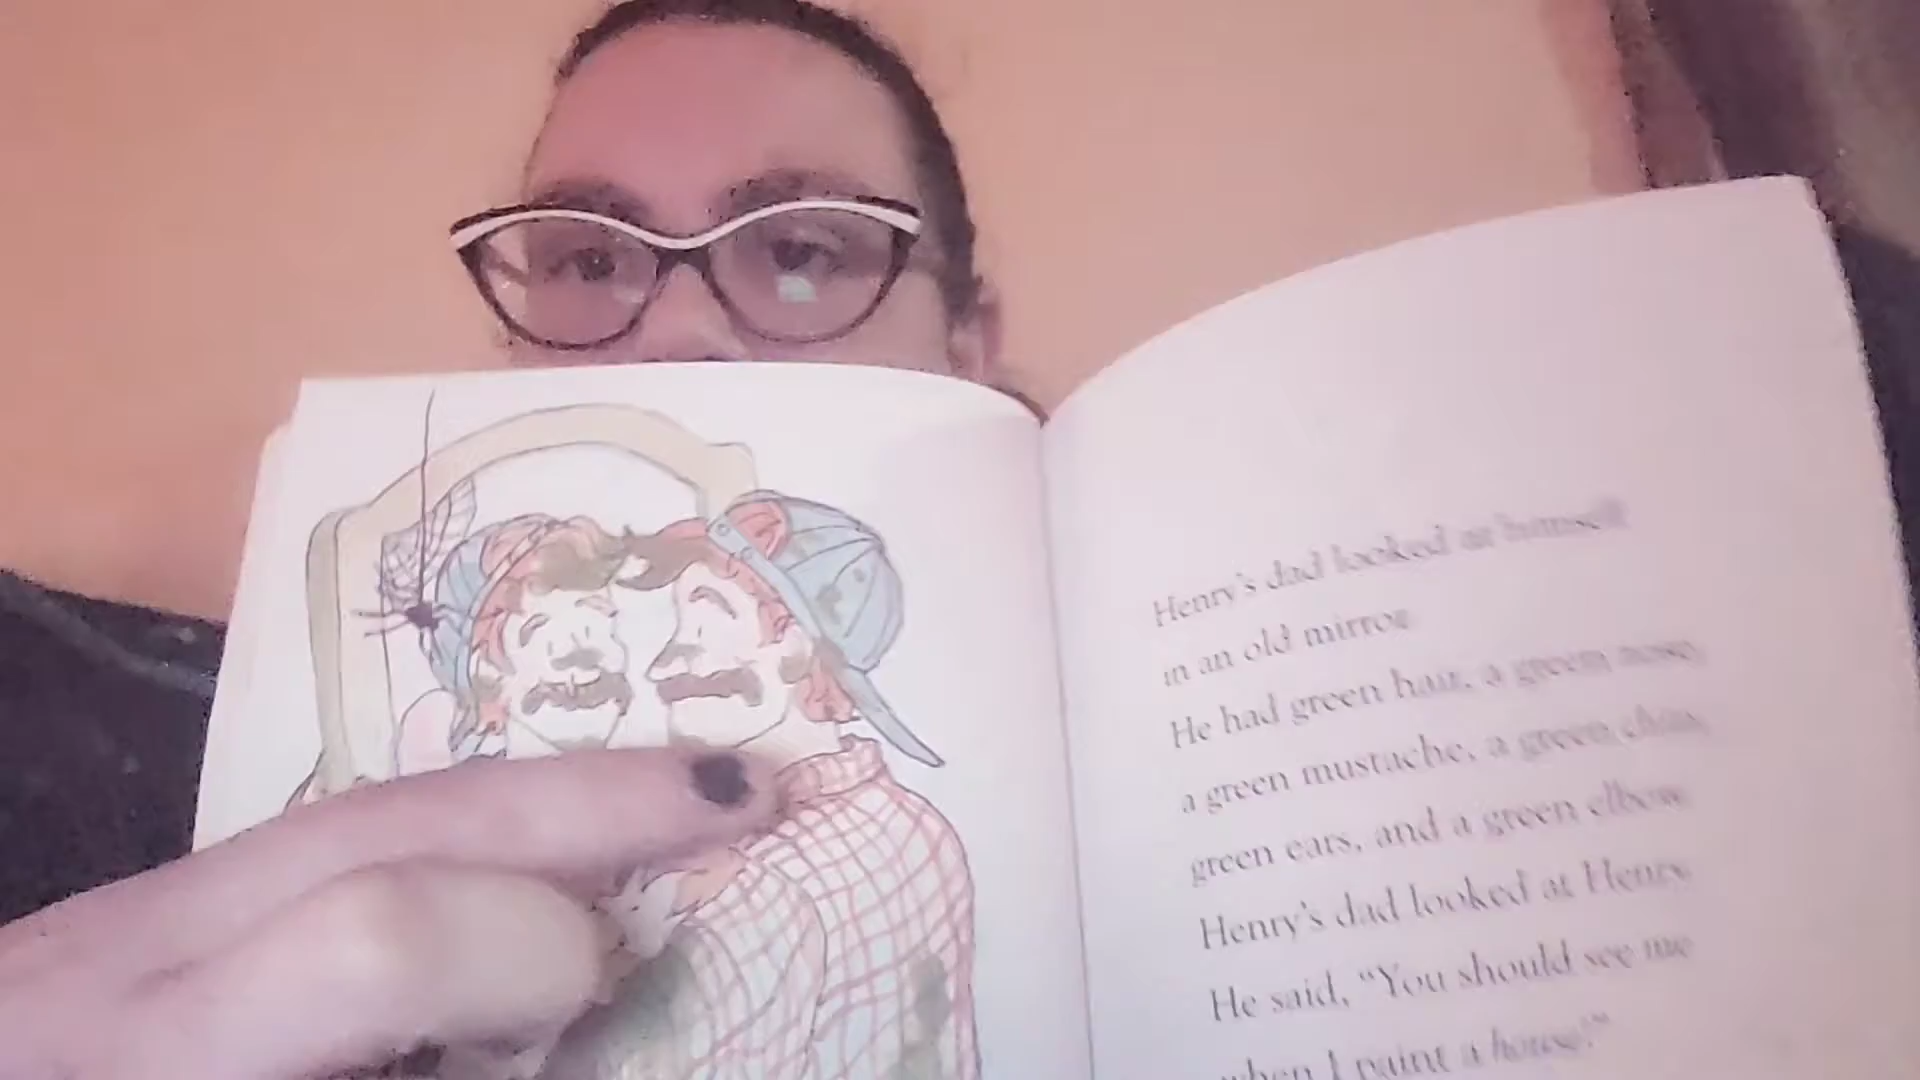 Henry's dad looked at himself
in an old mirror.
He had green hair, a green nose,
a green mustache, a green chin,
green ears, and a green elbow.
Henry's dad looked at Henry.
He said, "You should see me
when I paint a house!"